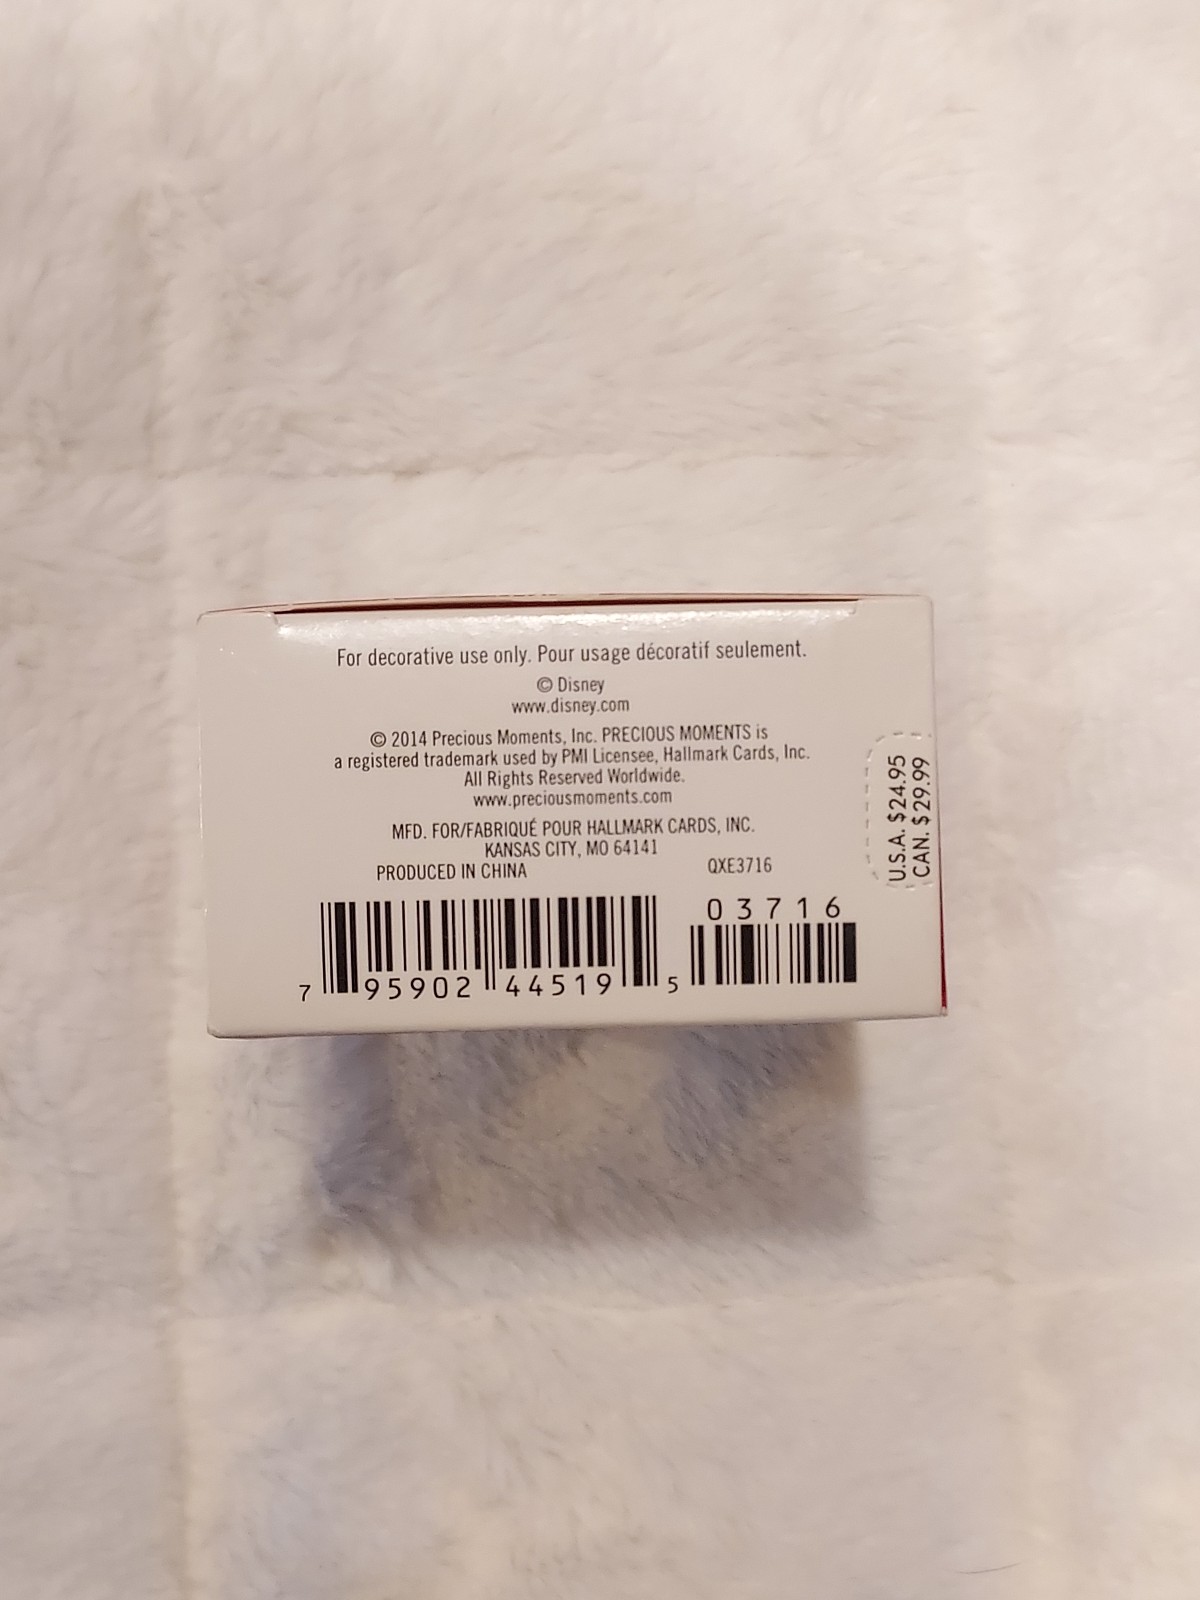 For decorative use only. Pour usage décoratif seulement.
© Disney
www.disney.com
© 2014 Precious Moments, Inc. PRECIOUS MOMENTS is
a registered trademark used by PMI Licensee, Hallmark Cards, Inc.
All Rights Reserved Worldwide.
www.preciousmoments.com
MFD. FOR/FABRIQUÉ POUR HALLMARK CARDS, INC.
KANSAS CITY, MO 64141
PRODUCED IN CHINA QXE3716
03716
7 95902 44519 5
U.S.A. $24.95
CAN. $29.99